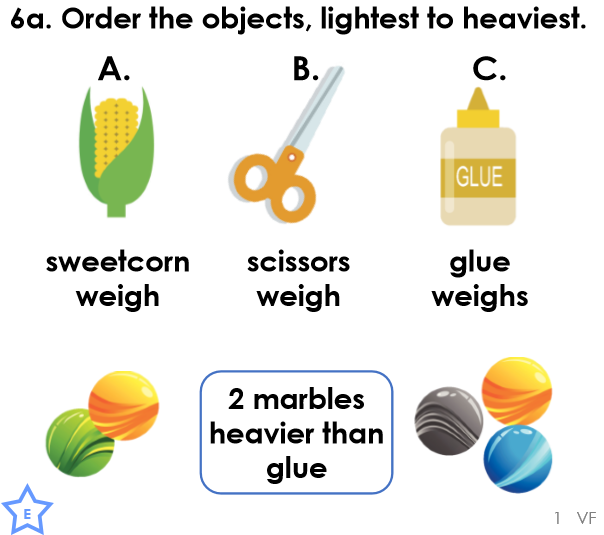 6a. Order the objects, lightest to heaviest.
A. B. C.
GLUE
sweetcorn weigh
scissors weigh
glue weighs
2 marbles
heavier than
glue
E
1 VF